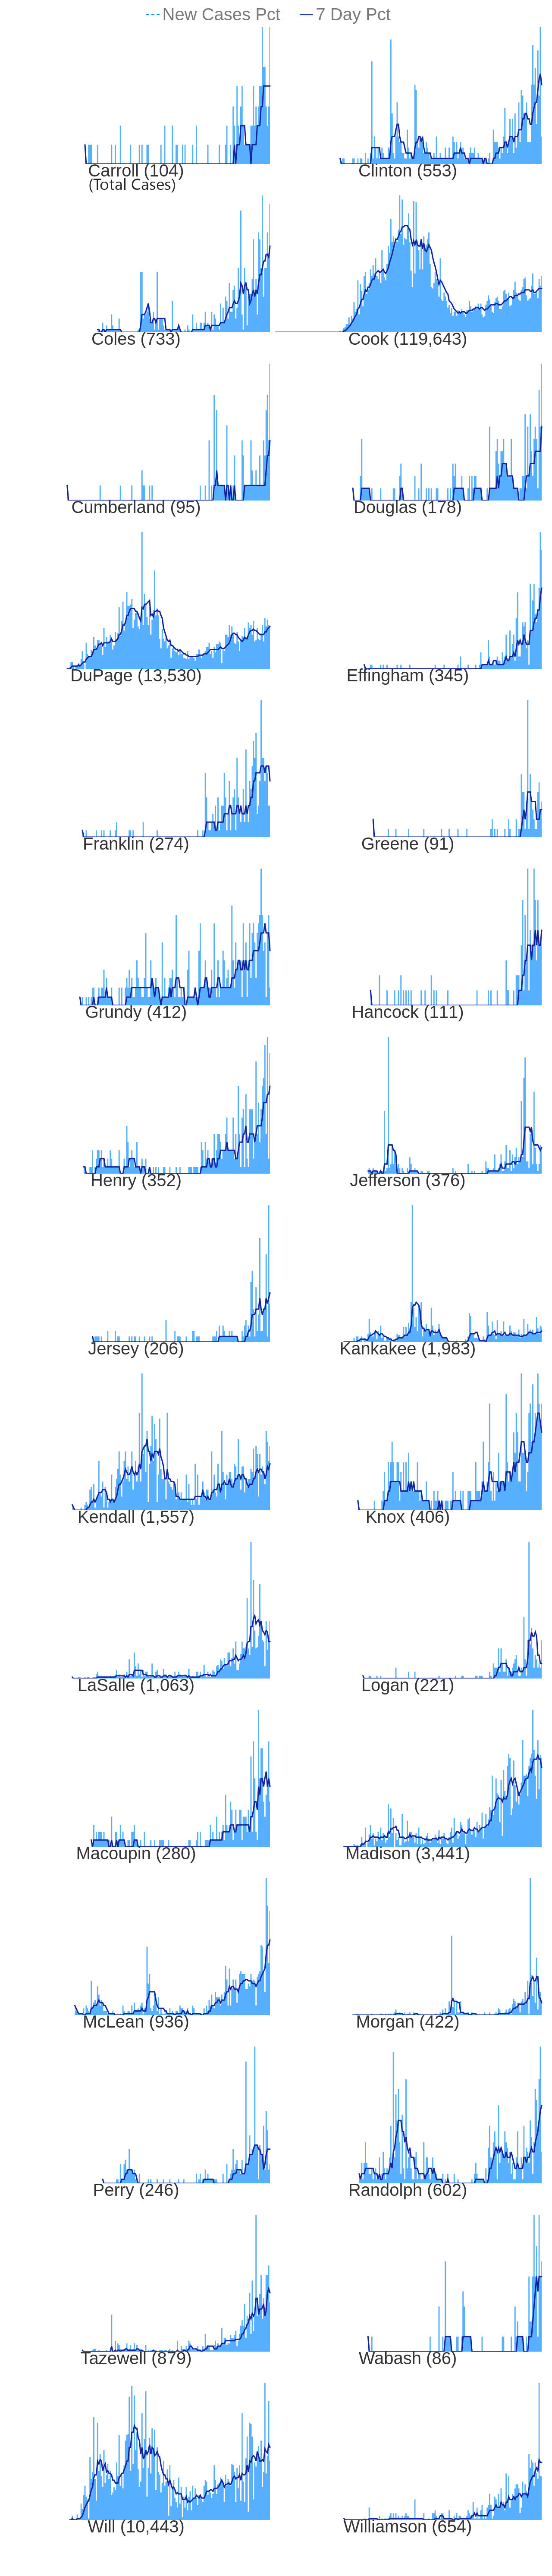 New Cases Pct 7 Day Pct
Carroll (104)
(Total Cases)
Clinton (553)
Coles (733)
Cook (119,643)
Cumberland (95)
Douglas (178)
DuPage (13,530)
Effingham (345)
Franklin (274)
Greene (91)
Grundy (412)
Hancock (111)
Henry (352)
Jefferson (376)
Jersey (206)
Kankakee (1,983)
Kendall (1,557)
Knox (406)
LaSalle (1,063)
Logan (221)
Macoupin (280)
Madison (3,441)
McLean (936)
Morgan (422)
Perry (246)
Randolph (602)
Tazewell (879)
Wabash (86)
Will (10,443)
Williamson (654)